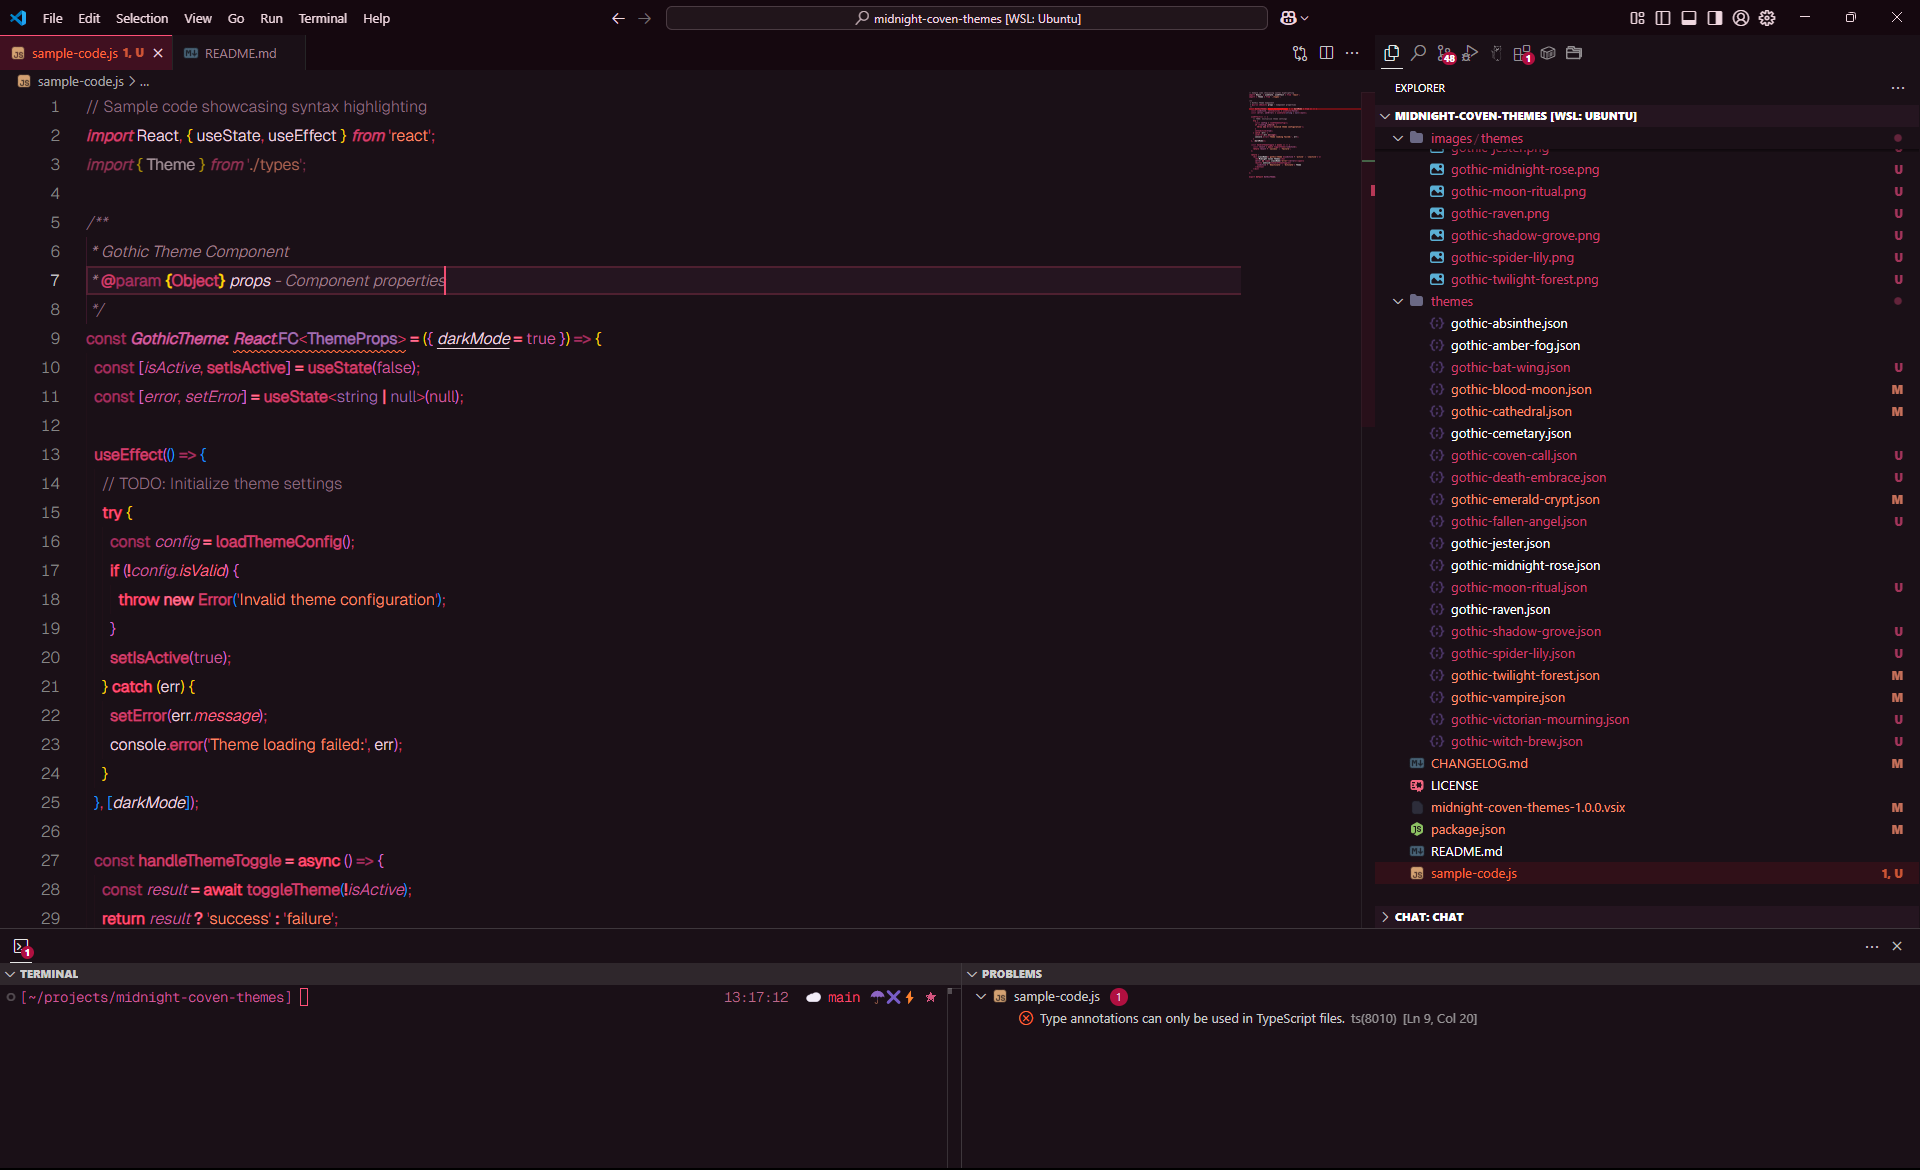 File Edit Selection View Go Run Terminal Help
midnight-coven-themes [WSL: Ubuntu]
sample-code.js 1, U
README.md
sample-code.js > ...
1 // Sample code showcasing syntax highlighting
2 import React, { useState, useEffect } from 'react';
3 import { Theme } from './types';
4
5 /**
6 * Gothic Theme Component
7 * @param {Object} props - Component properties
8 */
9 const GothicTheme: React.FC<ThemeProps> = ({ darkMode = true }) => {
10 const [isActive, setIsActive] = useState(false);
11 const [error, setError] = useState<string | null>(null);
12
13 useEffect(() => {
14 // TODO: Initialize theme settings
15 try {
16 const config = loadThemeConfig();
17 if (!config.isValid) {
18 throw new Error('Invalid theme configuration');
19 }
20 setIsActive(true);
21 } catch (err) {
22 setError(err.message);
23 console.error('Theme loading failed:', err);
24 }
25 }, [darkMode]);
26
27 const handleThemeToggle = async () => {
28 const result = await toggleTheme(!isActive);
29 return result ? 'success' : 'failure';
48
1
EXPLORER
MIDNIGHT-COVEN-THEMES [WSL: UBUNTU]
images / themes
gothic-jester.png U
gothic-midnight-rose.png U
gothic-moon-ritual.png U
gothic-raven.png U
gothic-shadow-grove.png U
gothic-spider-lily.png U
gothic-twilight-forest.png U
themes
gothic-absinthe.json
gothic-amber-fog.json
gothic-bat-wing.json U
gothic-blood-moon.json M
gothic-cathedral.json M
gothic-cemetary.json
gothic-coven-call.json U
gothic-death-embrace.json U
gothic-emerald-crypt.json M
gothic-fallen-angel.json U
gothic-jester.json
gothic-midnight-rose.json
gothic-moon-ritual.json U
gothic-raven.json
gothic-shadow-grove.json U
gothic-spider-lily.json U
gothic-twilight-forest.json M
gothic-vampire.json M
gothic-victorian-mourning.json U
gothic-witch-brew.json U
CHANGELOG.md M
LICENSE
midnight-coven-themes-1.0.0.vsix M
package.json M
README.md
sample-code.js 1, U
CHAT: CHAT
1
TERMINAL
[~/projects/midnight-coven-themes]
13:17:12 main
PROBLEMS
sample-code.js 1
Type annotations can only be used in TypeScript files. ts(8010) [Ln 9, Col 20]